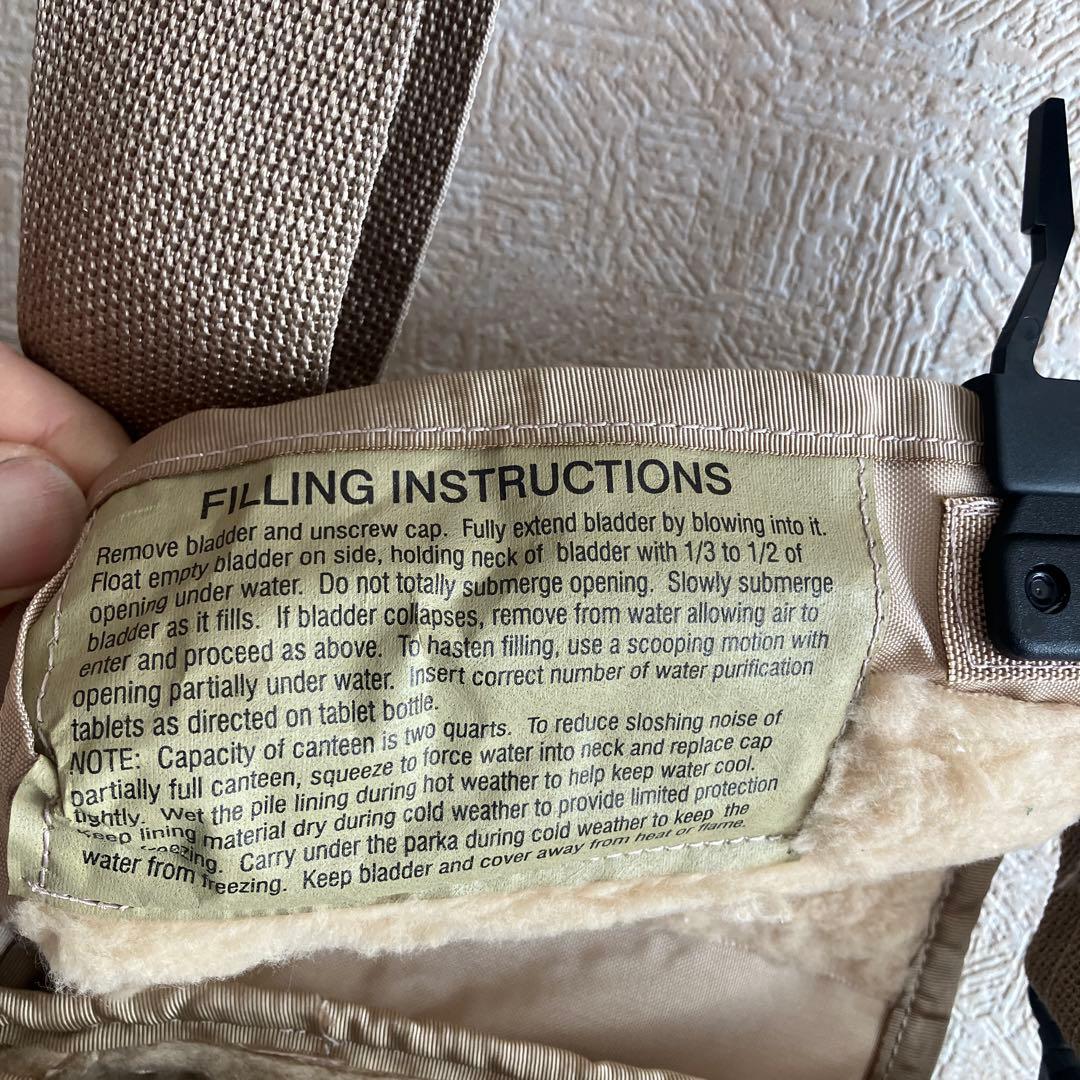 FILLING INSTRUCTIONS
Remove bladder and unscrew cap. Fully extend bladder by blowing into it.
Float empty bladder on side, holding neck of bladder with 1/3 to 1/2 of
opening under water. Do not totally submerge opening. Slowly submerge
bladder as it fills. If bladder collapses, remove from water allowing air to
enter and proceed as above. To hasten filling, use a scooping motion with
opening partially under water. Insert correct number of water purification
tablets as directed on tablet bottle.
NOTE: Capacity of canteen is two quarts. To reduce sloshing noise of
partially full canteen, squeeze to force water into neck and replace cap
tightly. Wet the pile lining during hot weather to help keep water cool.
Keep lining material dry during cold weather to provide limited protection
freezing. Carry under the parka during cold weather to keep the
water from freezing. Keep bladder and cover away from heat or flame.